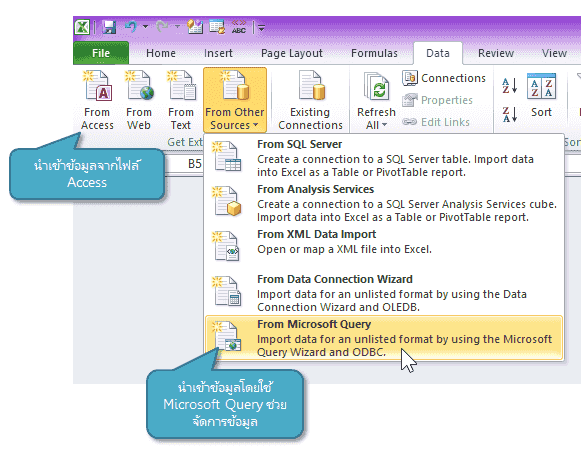 File Home Insert Page Layout Formulas Data Review View
From Access
From Web
From Text
From Other Sources
Existing Connections
Refresh All
Connections
Properties
Edit Links
Sort
Get Ext
Sor
B5
From SQL Server
Create a connection to a SQL Server table. Import data
into Excel as a Table or PivotTable report.
From Analysis Services
Create a connection to a SQL Server Analysis Services cube.
Import data into Excel as a Table or PivotTable report.
From XML Data Import
Open or map a XML file into Excel.
From Data Connection Wizard
Import data for an unlisted format by using the Data
Connection Wizard and OLEDB.
From Microsoft Query
Import data for an unlisted format by using the Microsoft
Query Wizard and ODBC.
นำเข้าข้อมูลจากไฟล์
Access
นำเข้าข้อมูลโดยใช้
Microsoft Query ช่วย
จัดการข้อมูล